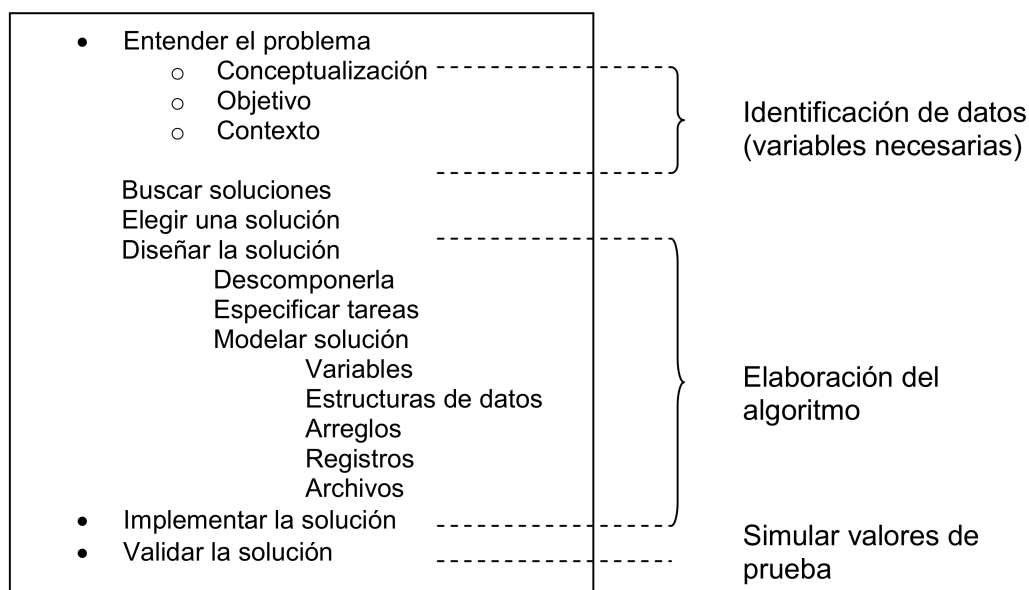 • Entender el problema
o Conceptualización
o Objetivo
o Contexto
Identificación de datos
(variables necesarias)
Buscar soluciones
Elegir una solución
Diseñar la solución
Descomponerla
Especificar tareas
Modelar solución
Variables
Estructuras de datos
Arreglos
Registros
Archivos
Elaboración del
algoritmo
• Implementar la solución
• Validar la solución
Simular valores de
prueba